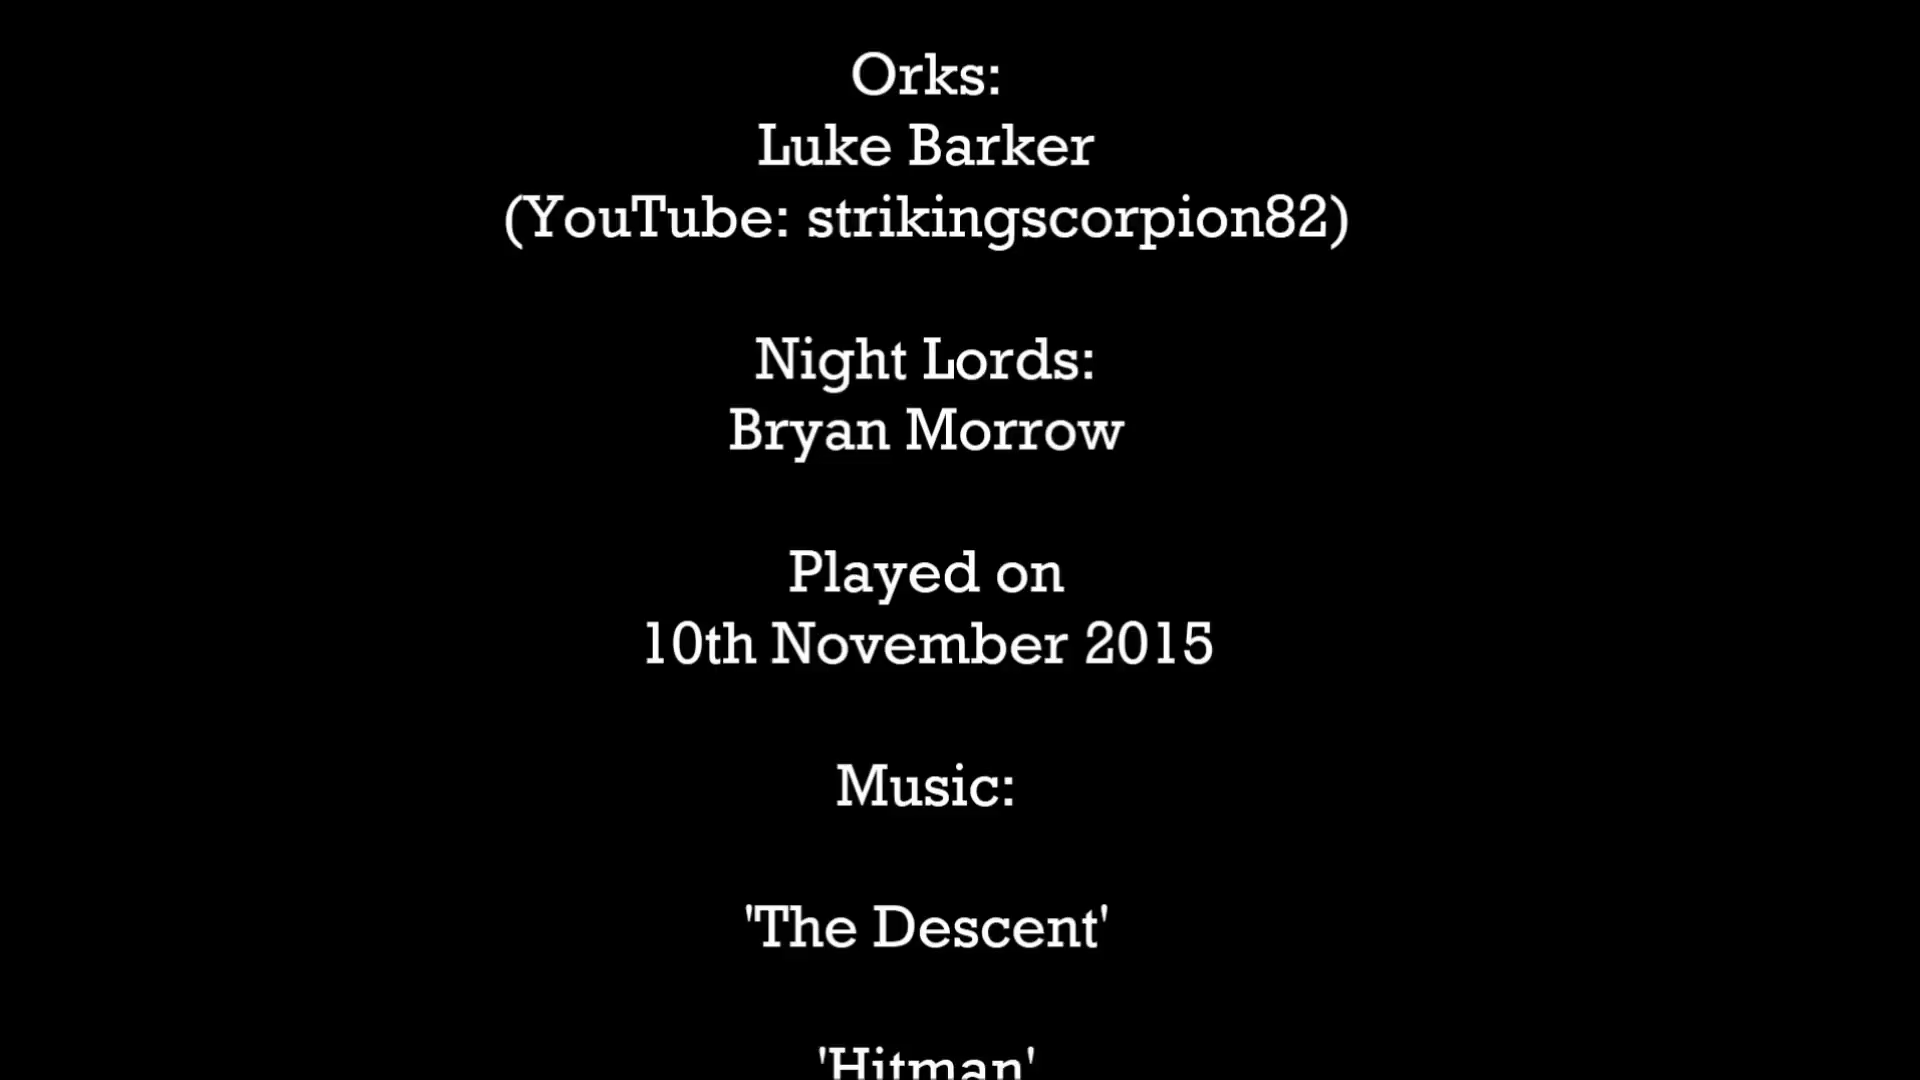 Orks:
Luke Barker
(YouTube: strikingscorpion82)
Night Lords:
Bryan Morrow
Played on
10th November 2015
Music:
'The Descent'
'Hitman'